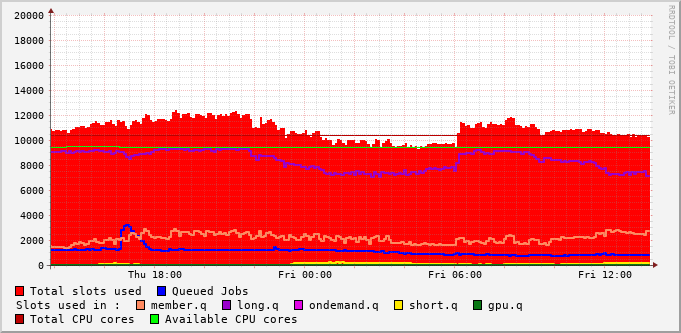 20000
18000
16000
14000
12000
10000
8000
6000
4000
2000
0
Thu 18:00 Fri 00:00 Fri 06:00 Fri 12:00
Total slots used Queued Jobs
Slots used in : member.q long.q ondemand.q short.q gpu.q
Total CPU cores Available CPU cores
RRDTOOL / TOBI OETIKER